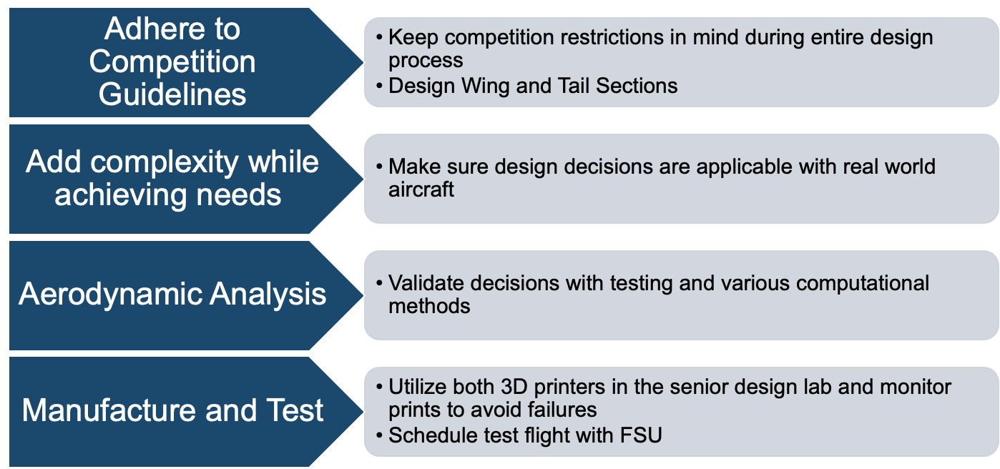 Adhere to
Competition
Guidelines
• Keep competition restrictions in mind during entire design
process
• Design Wing and Tail Sections
Add complexity while
achieving needs
• Make sure design decisions are applicable with real world
aircraft
Aerodynamic Analysis
• Validate decisions with testing and various computational
methods
Manufacture and Test
• Utilize both 3D printers in the senior design lab and monitor
prints to avoid failures
• Schedule test flight with FSU